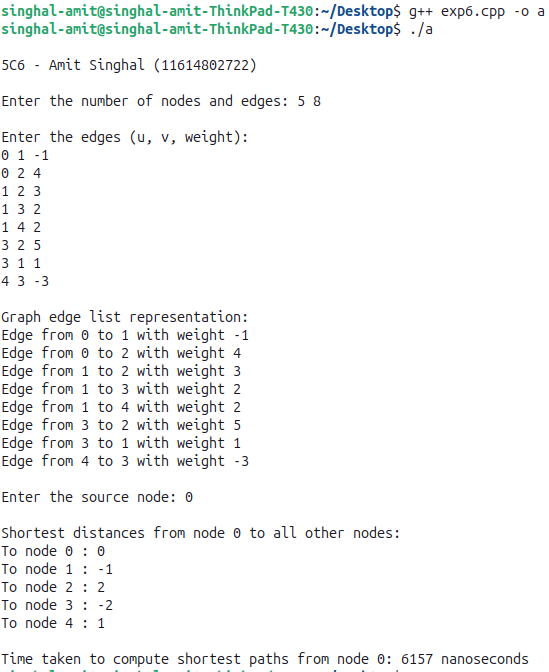 singhal-amit@singhal-amit-ThinkPad-T430:~/Desktop$ g++ exp6.cpp -o a
singhal-amit@singhal-amit-ThinkPad-T430:~/Desktop$ ./a
5C6 - Amit Singhal (11614802722)
Enter the number of nodes and edges: 5 8
Enter the edges (u, v, weight):
0 1 -1
0 2 4
1 2 3
1 3 2
1 4 2
3 2 5
3 1 1
4 3 -3
Graph edge list representation:
Edge from 0 to 1 with weight -1
Edge from 0 to 2 with weight 4
Edge from 1 to 2 with weight 3
Edge from 1 to 3 with weight 2
Edge from 1 to 4 with weight 2
Edge from 3 to 2 with weight 5
Edge from 3 to 1 with weight 1
Edge from 4 to 3 with weight -3
Enter the source node: 0
Shortest distances from node 0 to all other nodes:
To node 0 : 0
To node 1 : -1
To node 2 : 2
To node 3 : -2
To node 4 : 1
Time taken to compute shortest paths from node 0: 6157 nanoseconds